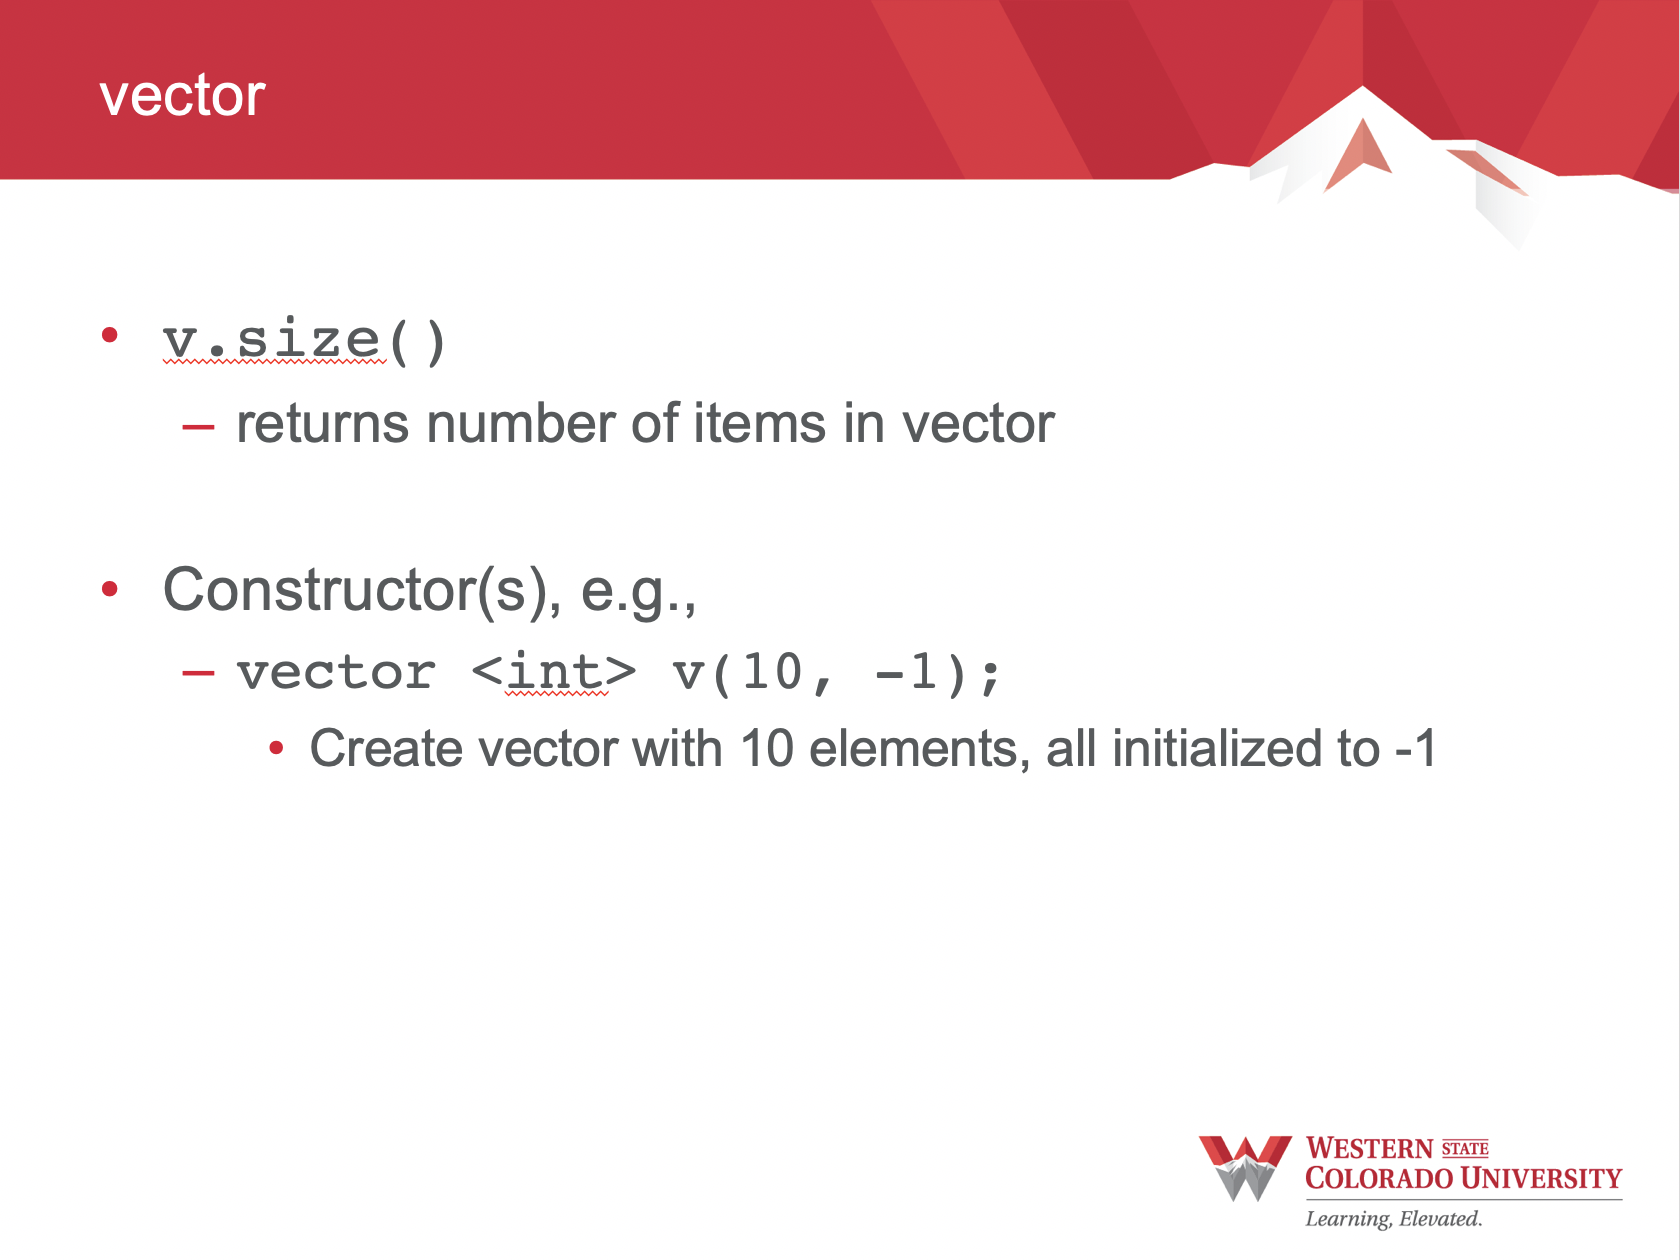 vector
v.size()
returns number of items in vector
Constructor(s), e.g.,
vector <int> v(10, -1);
Create vector with 10 elements, all initialized to -1
WESTERN STATE
COLORADO UNIVERSITY
Learning, Elevated.